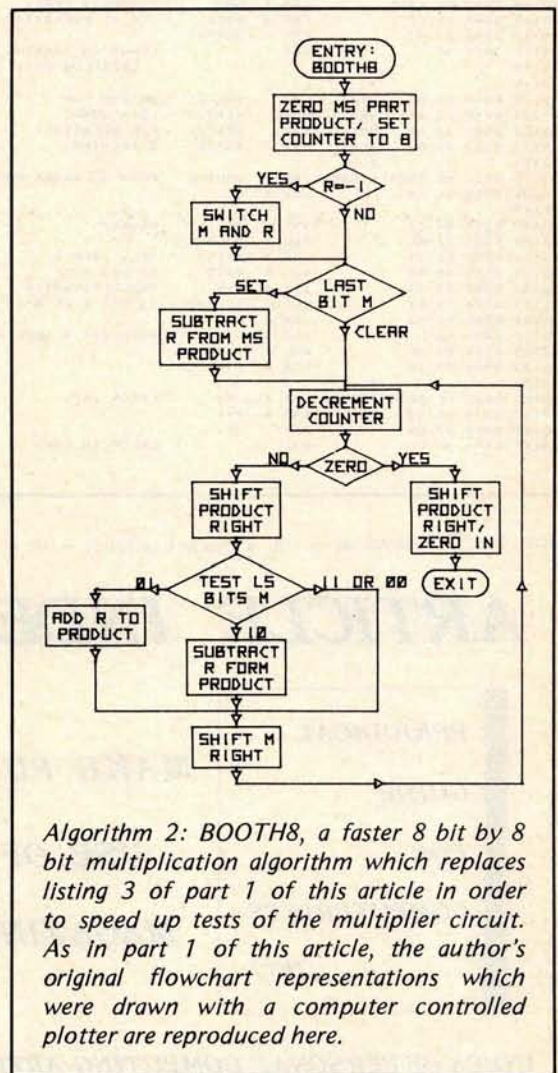 ENTRY:
BOOTH8
ZERO MS PART
PRODUCT, SET
COUNTER TO 8
YES
R=-1
NO
SWITCH
M AND R
SET
LAST
BIT M
CLEAR
SUBTRACT
R FROM MS
PRODUCT
DECREMENT
COUNTER
NO
ZERO
YES
SHIFT
PRODUCT
RIGHT
SHIFT
PRODUCT
RIGHT,
ZERO IN
EXIT
01
TEST LS
BITS M
11 OR 00
ADD R TO
PRODUCT
10
SUBTRACT
R FORM
PRODUCT
SHIFT M
RIGHT
Algorithm 2: BOOTH8, a faster 8 bit by 8
bit multiplication algorithm which replaces
listing 3 of part 1 of this article in order
to speed up tests of the multiplier circuit.
As in part 1 of this article, the author's
original flowchart representations which
were drawn with a computer controlled
plotter are reproduced here.